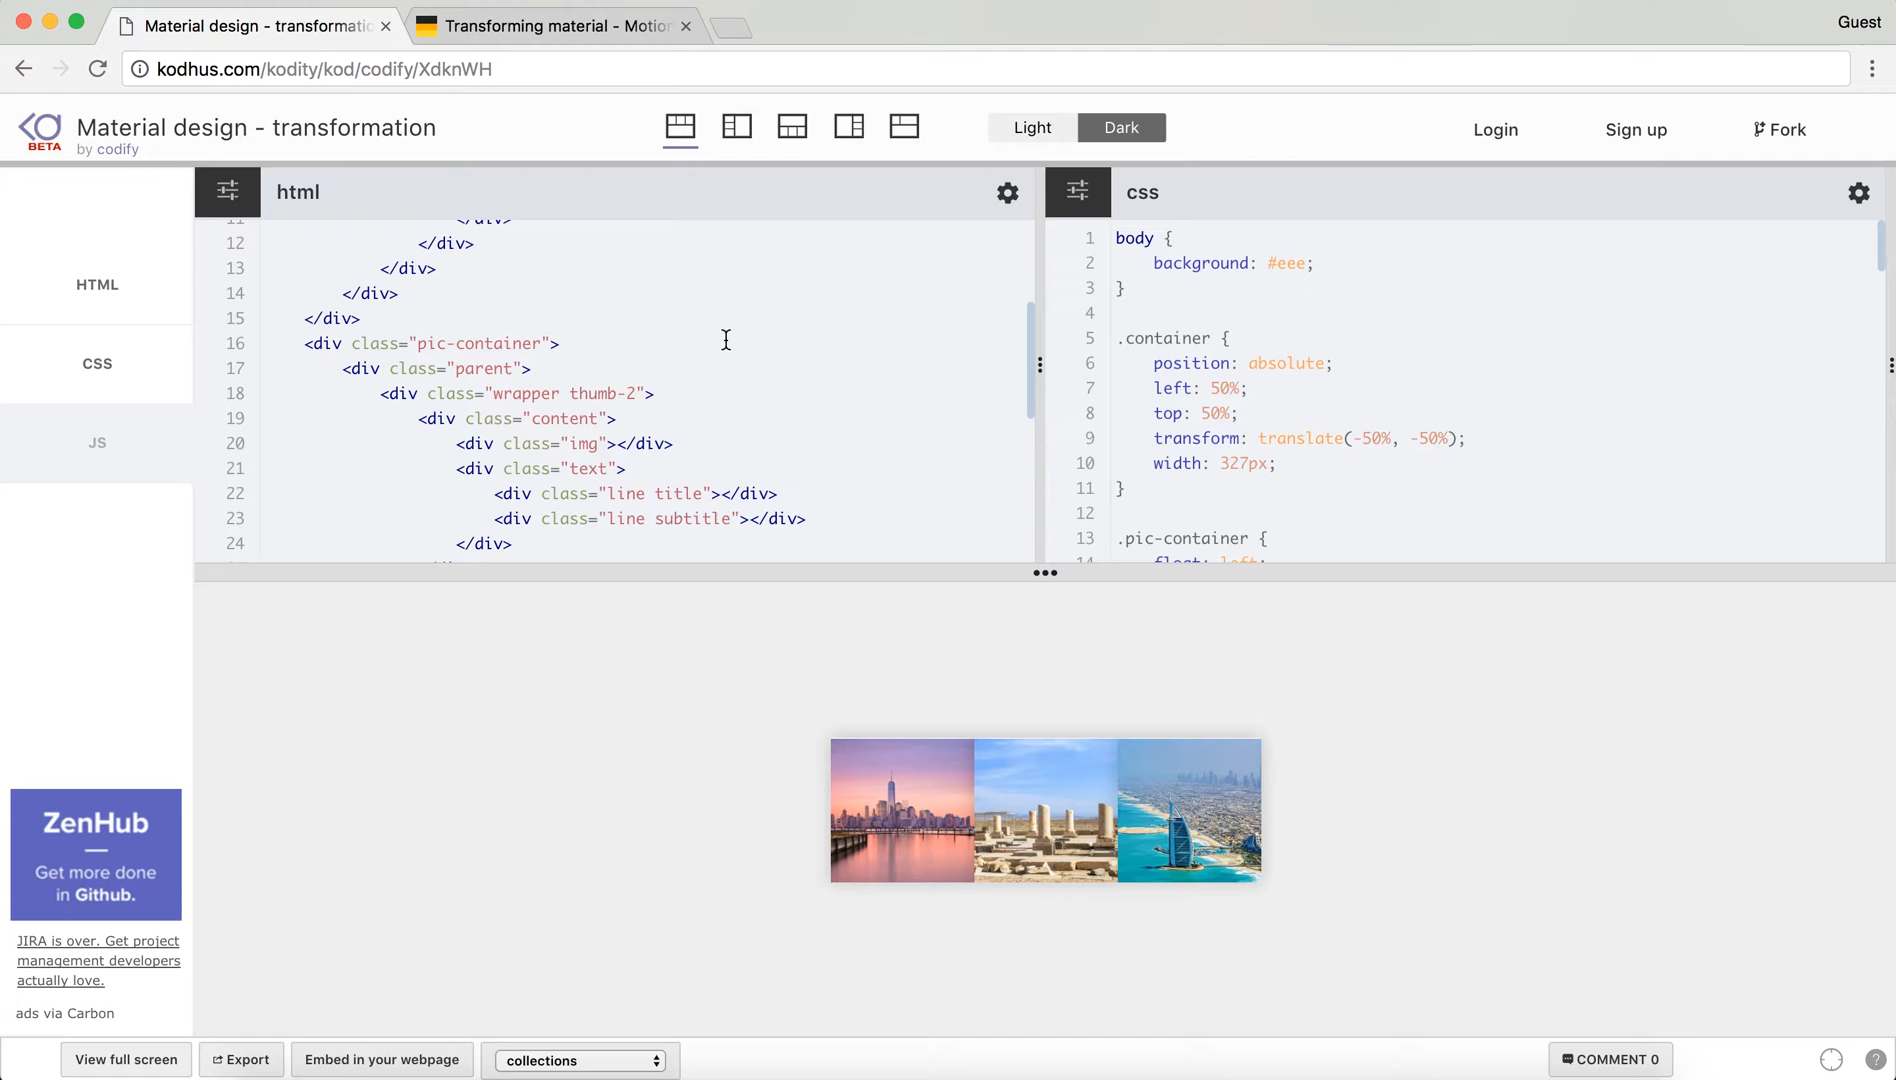 Material design - transformatic
Transforming material - Motion
Guest
kodhus.com/kodity/kod/codify/XdknWH
BETA
Material design - transformation
by codify
Light
Dark
Login
Sign up
Fork
html
css
HTML
CSS
JS
11 </div>
12 </div>
13 </div>
14 </div>
15 </div>
16 <div class="pic-container">
17 <div class="parent">
18 <div class="wrapper thumb-2">
19 <div class="content">
20 <div class="img"></div>
21 <div class="text">
22 <div class="line title"></div>
23 <div class="line subtitle"></div>
24 </div>
1 body {
2 background: #eee;
3 }
4
5 .container {
6 position: absolute;
7 left: 50%;
8 top: 50%;
9 transform: translate(-50%, -50%);
10 width: 327px;
11 }
12
13 .pic-container {
14 float: left;
ZenHub
Get more done
in Github.
JIRA is over. Get project
management developers
actually love.
ads via Carbon
View full screen
Export
Embed in your webpage
collections
COMMENT 0
?